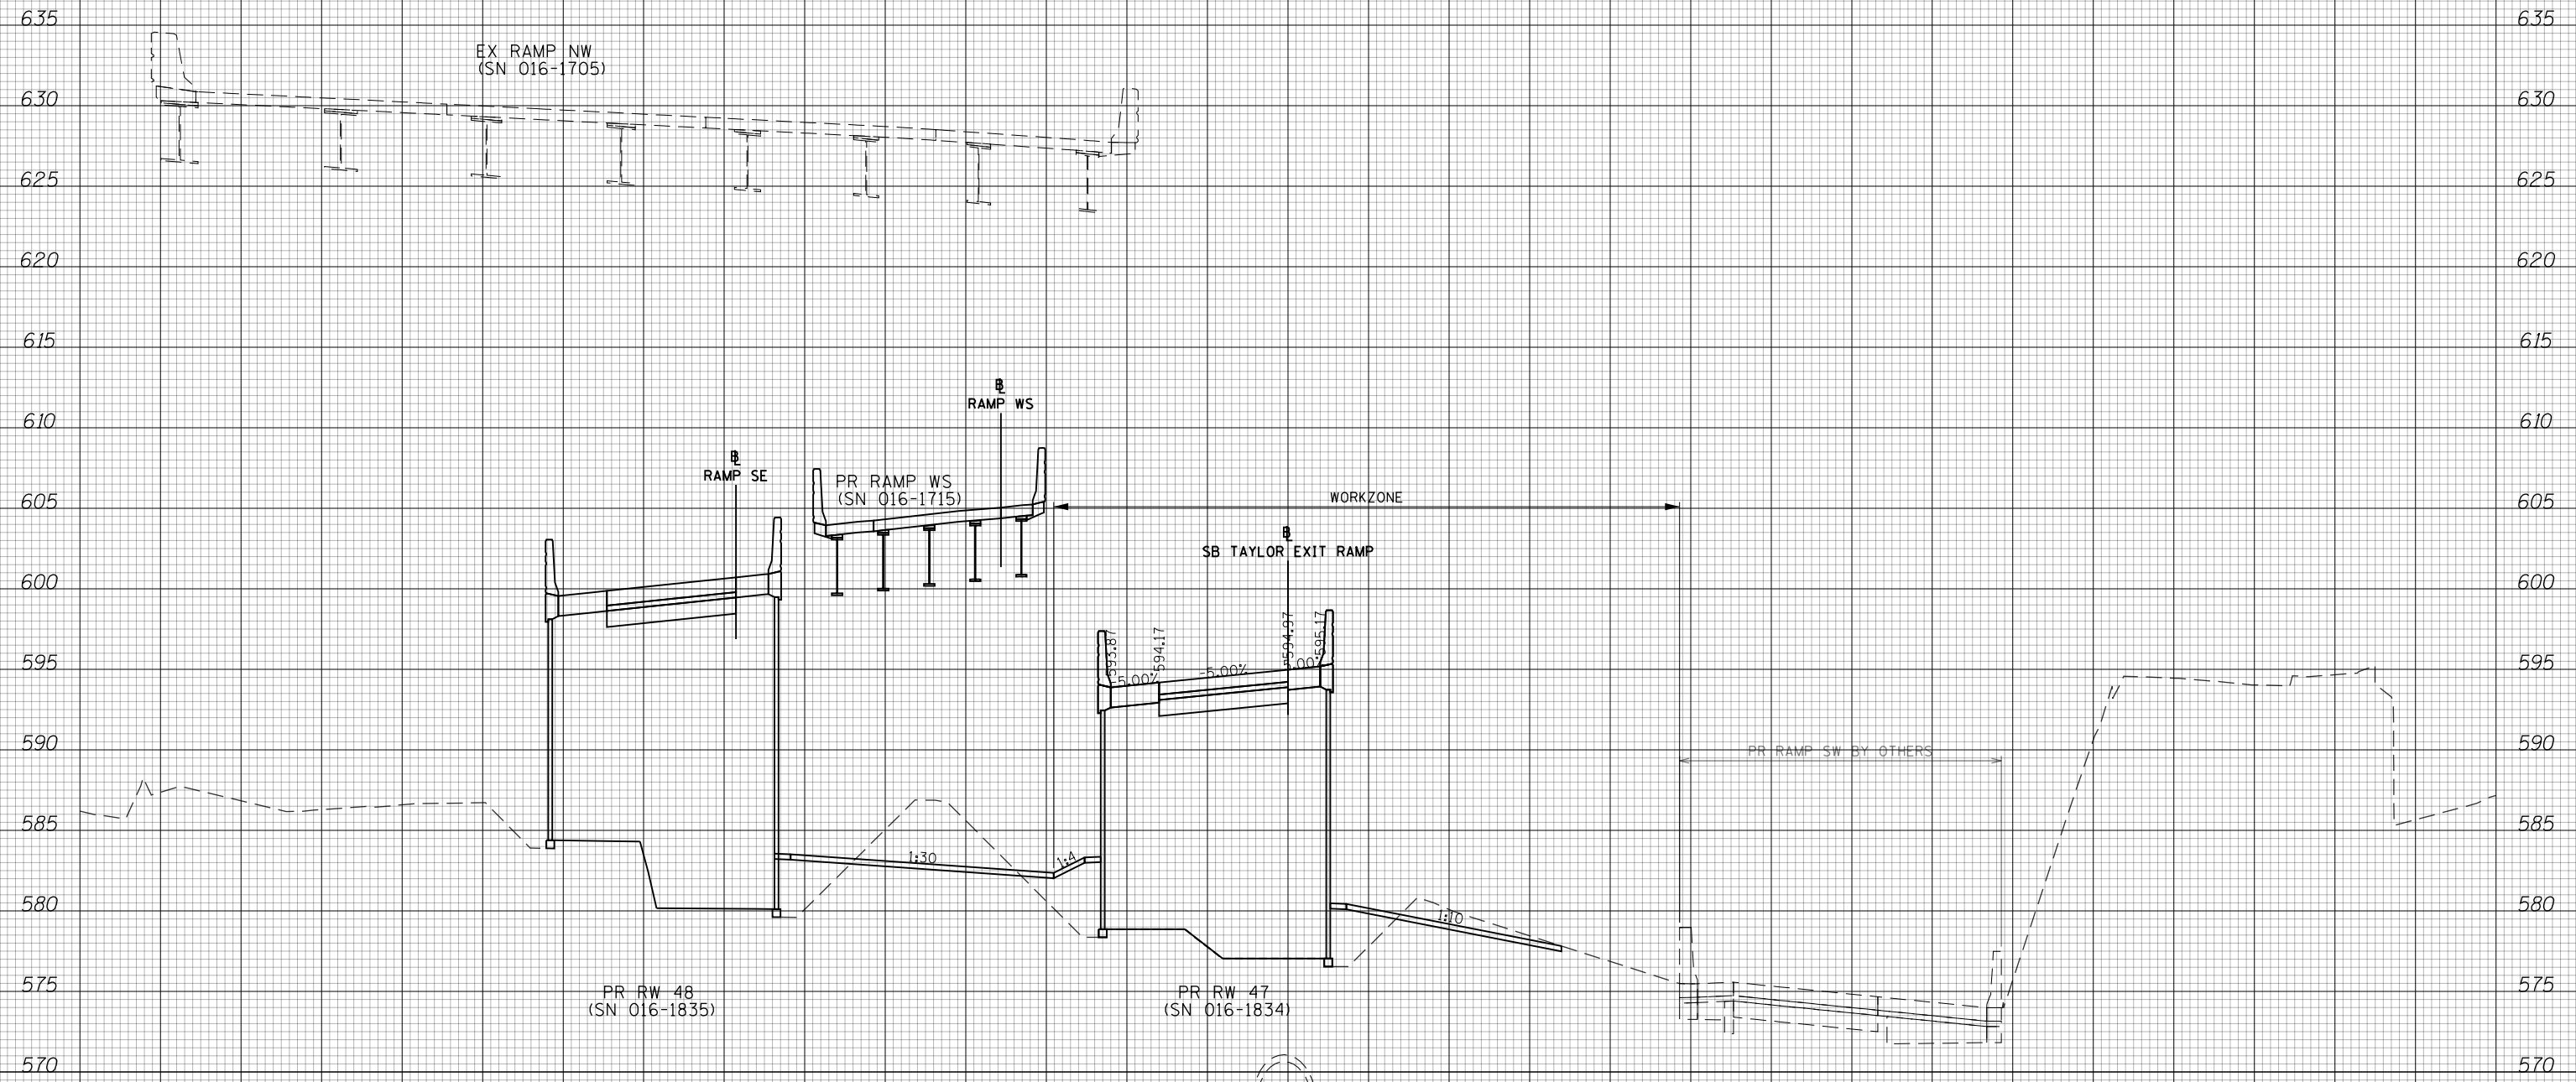 635 635
EX RAMP NW
(SN 016-1705)
630 630
625 625
620 620
615 615
BL
RAMP WS
610 610
BL
RAMP SE
PR RAMP WS
(SN 016-1715)
WORKZONE
605 605
BL
SB TAYLOR EXIT RAMP
600 600
593.87
594.17
594.97
595.17
595 595
-5.00%
-5.00%
590 590
PR RAMP SW BY OTHERS
585 585
1:30
1:4
580 580
1:10
575 575
PR RW 48
(SN 016-1835)
PR RW 47
(SN 016-1834)
570 570